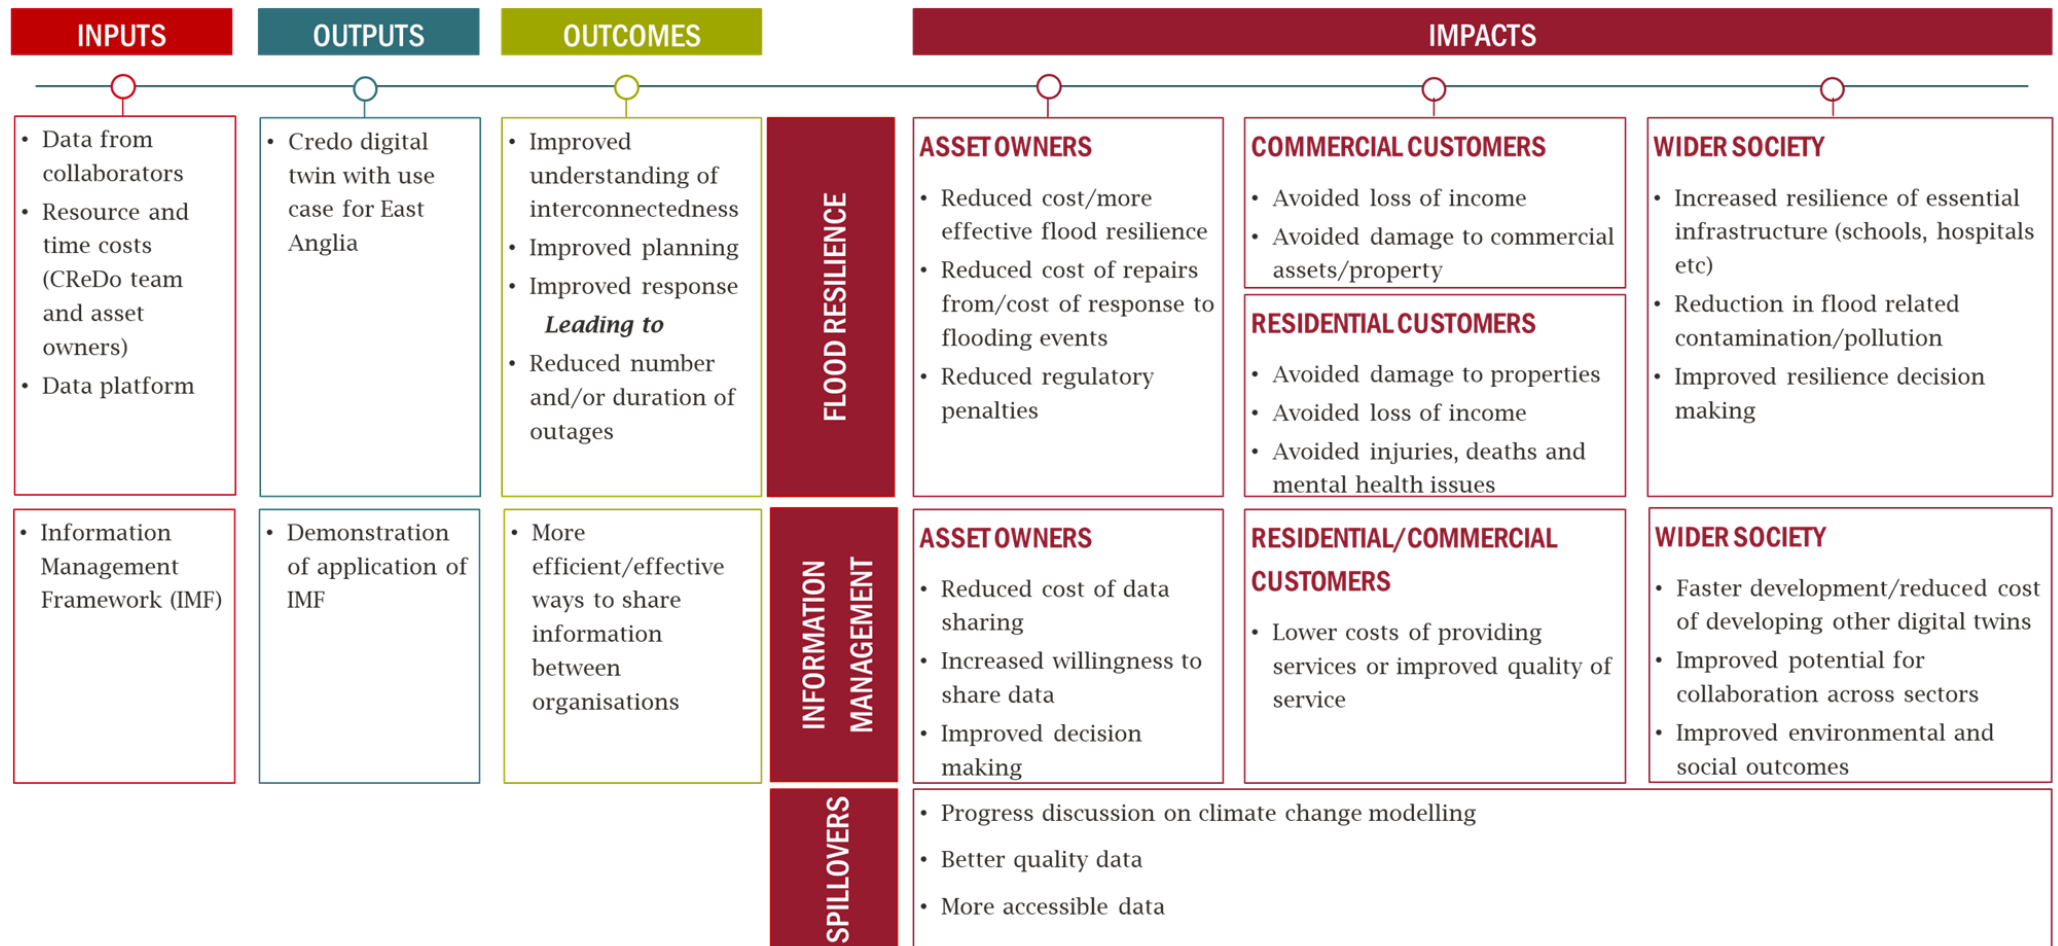 INPUTS
OUTPUTS
OUTCOMES
IMPACTS
• Data from
collaborators
• Resource and
time costs
(CReDo team
and asset
owners)
• Data platform
• Credo digital
twin with use
case for East
Anglia
• Improved
understanding of
interconnectedness
• Improved planning
• Improved response
Leading to
• Reduced number
and/or duration of
outages
FLOOD RESILIENCE
ASSET OWNERS
• Reduced cost/more
effective flood resilience
• Reduced cost of repairs
from/cost of response to
flooding events
• Reduced regulatory
penalties
COMMERCIAL CUSTOMERS
• Avoided loss of income
• Avoided damage to commercial
assets/property
RESIDENTIAL CUSTOMERS
• Avoided damage to properties
• Avoided loss of income
• Avoided injuries, deaths and
mental health issues
WIDER SOCIETY
• Increased resilience of essential
infrastructure (schools, hospitals
etc)
• Reduction in flood related
contamination/pollution
• Improved resilience decision
making
• Information
Management
Framework (IMF)
• Demonstration
of application of
IMF
• More
efficient/effective
ways to share
information
between
organisations
INFORMATION
MANAGEMENT
ASSET OWNERS
• Reduced cost of data
sharing
• Increased willingness to
share data
• Improved decision
making
RESIDENTIAL/COMMERCIAL
CUSTOMERS
• Lower costs of providing
services or improved quality of
service
WIDER SOCIETY
• Faster development/reduced cost
of developing other digital twins
• Improved potential for
collaboration across sectors
• Improved environmental and
social outcomes
SPILLOVERS
• Progress discussion on climate change modelling
• Better quality data
• More accessible data